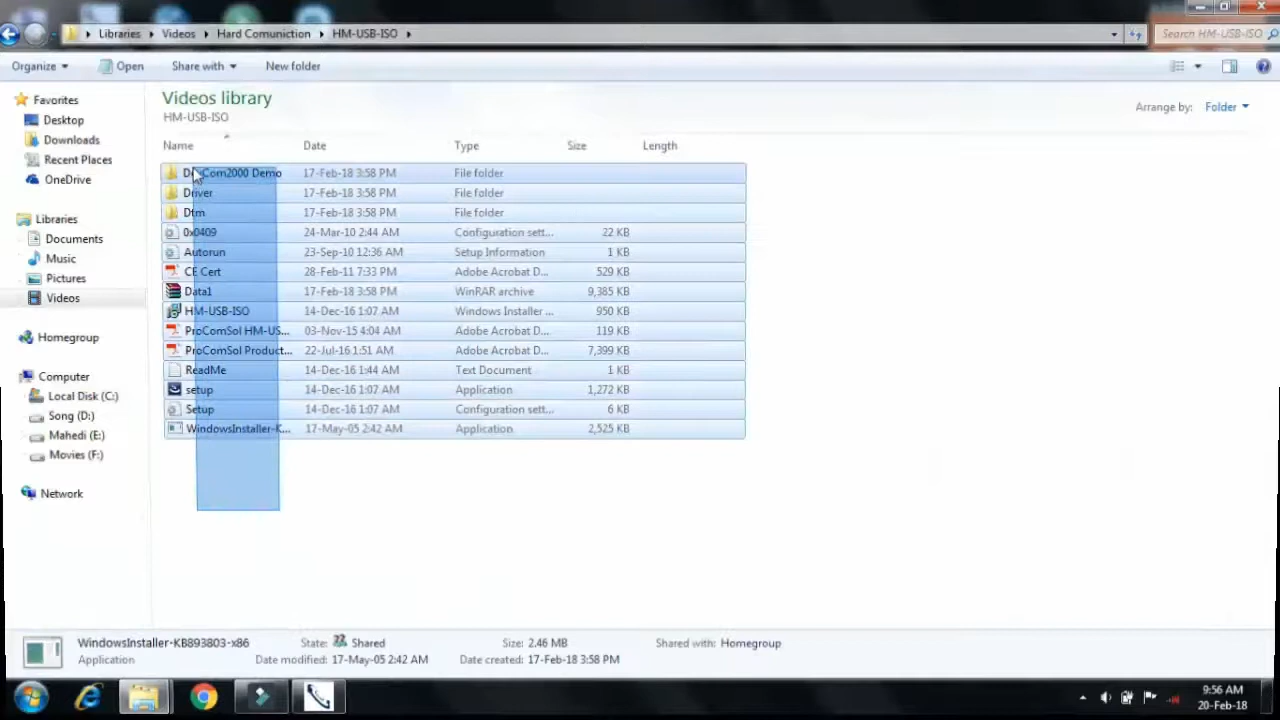 Libraries Videos Hard Comuniction HM-USB-ISO
Search HM-USB-ISO
Organize Open Share with New folder
Favorites
Desktop
Downloads
Recent Places
OneDrive
Libraries
Documents
Music
Pictures
Videos
Homegroup
Computer
Local Disk (C:)
Song (D:)
Mahedi (E:)
Movies (F:)
Network
Videos library
HM-USB-ISO
Arrange by: Folder
Name Date Type Size Length
Com2000 Demo 17-Feb-18 3:58 PM File folder
Driver 17-Feb-18 3:58 PM File folder
Dtm 17-Feb-18 3:58 PM File folder
0x0409 24-Mar-10 2:44 AM Configuration sett... 22 KB
Autorun 23-Sep-10 12:36 AM Setup Information 1 KB
CE Cert 28-Feb-11 7:33 PM Adobe Acrobat D... 529 KB
Data1 17-Feb-18 3:58 PM WinRAR archive 9,385 KB
HM-USB-ISO 14-Dec-16 1:07 AM Windows Installer ... 950 KB
ProComSol HM-US... 03-Nov-15 4:04 AM Adobe Acrobat D... 119 KB
ProComSol Product... 22-Jul-16 1:51 AM Adobe Acrobat D... 7,399 KB
ReadMe 14-Dec-16 1:44 AM Text Document 1 KB
setup 14-Dec-16 1:07 AM Application 1,272 KB
Setup 14-Dec-16 1:07 AM Configuration sett... 6 KB
WindowsInstaller-K... 17-May-05 2:42 AM Application 2,525 KB
WindowsInstaller-KB893803-x86 State: Shared Size: 2.46 MB Shared with: Homegroup
Application Date modified: 17-May-05 2:42 AM Date created: 17-Feb-18 3:58 PM
9:56 AM
20-Feb-18